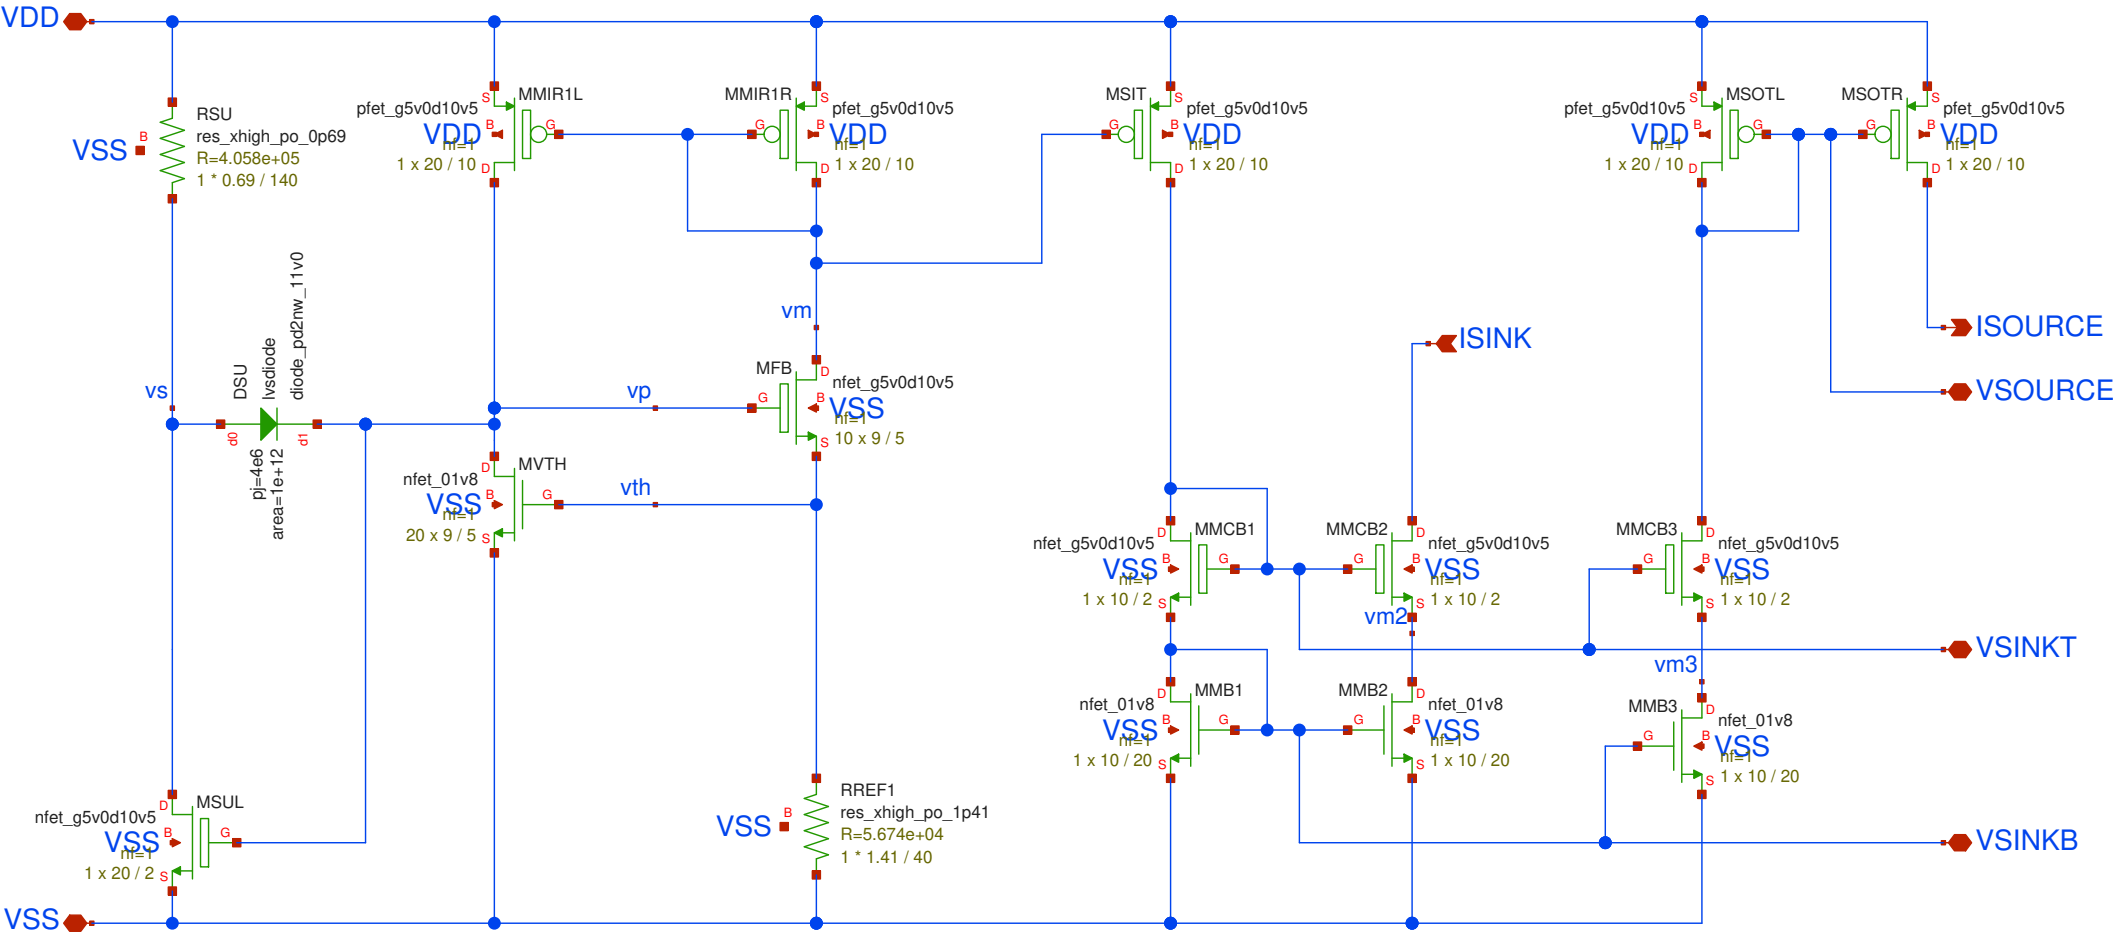 VDD
RSU
res_xhigh_po_0p69
R=4.058e+05
1 * 0.69 / 140
B
VSS
MMIR1L
pfet_g5v0d10v5
VDD
nf=1
1 x 20 / 10
S
B
G
D
MMIR1R
pfet_g5v0d10v5
VDD
nf=1
1 x 20 / 10
S
B
G
D
MSIT
pfet_g5v0d10v5
VDD
nf=1
1 x 20 / 10
S
B
G
D
MSOTL
pfet_g5v0d10v5
VDD
nf=1
1 x 20 / 10
S
B
G
D
MSOTR
pfet_g5v0d10v5
VDD
nf=1
1 x 20 / 10
S
B
G
D
vs
DSU
lvsdiode
diode_pd2nw_11v0
d0
d1
pj=4e6
area=1e+12
vm
vp
MFB
nfet_g5v0d10v5
VSS
nf=1
10 x 9 / 5
D
G
B
S
ISINK
ISOURCE
VSOURCE
MVTH
nfet_01v8
VSS
nf=1
20 x 9 / 5
D
B
G
S
vth
MMCB1
nfet_g5v0d10v5
VSS
nf=1
1 x 10 / 2
D
B
G
S
MMCB2
nfet_g5v0d10v5
VSS
nf=1
1 x 10 / 2
D
G
B
S
vm2
MMCB3
nfet_g5v0d10v5
VSS
nf=1
1 x 10 / 2
D
G
B
S
VSINKT
vm3
MMB1
nfet_01v8
VSS
nf=1
1 x 10 / 20
D
B
G
S
MMB2
nfet_01v8
VSS
nf=1
1 x 10 / 20
D
G
B
S
MMB3
nfet_01v8
VSS
nf=1
1 x 10 / 20
D
G
B
S
MSUL
nfet_g5v0d10v5
VSS
nf=1
1 x 20 / 2
D
B
G
S
RREF1
res_xhigh_po_1p41
R=5.674e+04
1 * 1.41 / 40
B
VSS
VSINKB
VSS